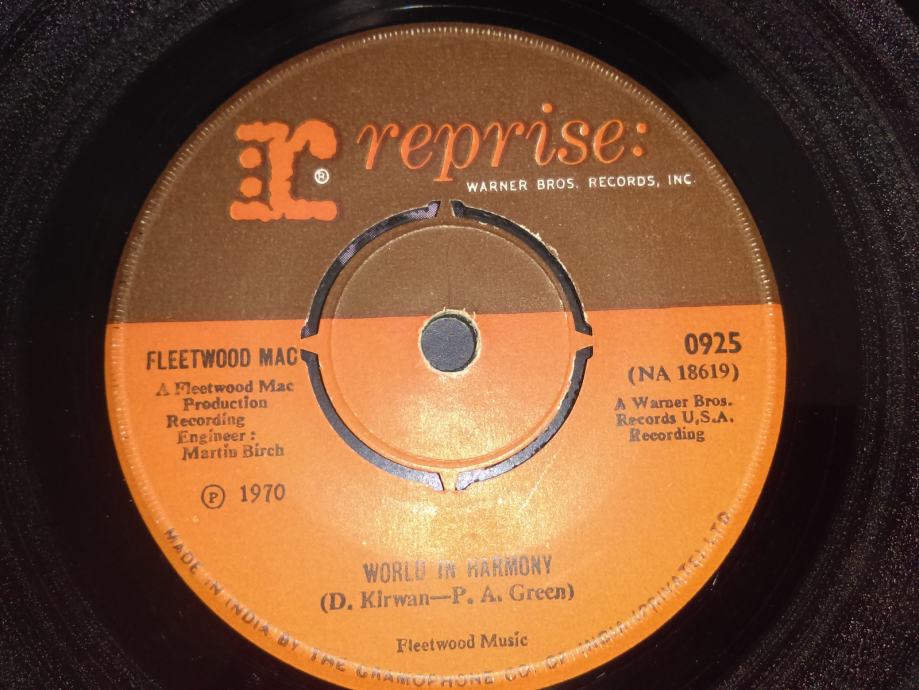 r reprise:
®
WARNER BROS. RECORDS, INC.
FLEETWOOD MAC
A Fleetwood Mac
Production
Recording
Engineer:
Martin Birch
Ⓟ 1970
0925
(NA 18619)
A Warner Bros.
Records U.S.A.
Recording
WORLD IN HARMONY
(D. Kirwan—P. A. Green)
Fleetwood Music
MADE IN INDIA BY THE GRAMOPHONE CO. OF INDIA (PRIVATE) LTD